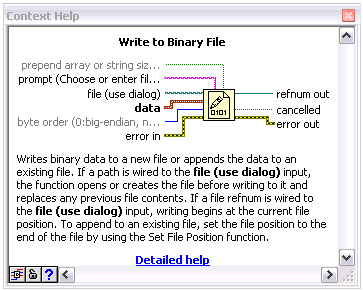 Context Help
Write to Binary File
prepend array or string siz...
prompt (Choose or enter fil...
file (use dialog)
data
byte order (0:big-endian, n...
error in
0101
refnum out
cancelled
error out
Writes binary data to a new file or appends the data to an
existing file. If a path is wired to the file (use dialog) input,
the function opens or creates the file before writing to it and
replaces any previous file contents. If a file refnum is wired to
the file (use dialog) input, writing begins at the current file
position. To append to an existing file, set the file position to the
end of the file by using the Set File Position function.
Detailed help
?